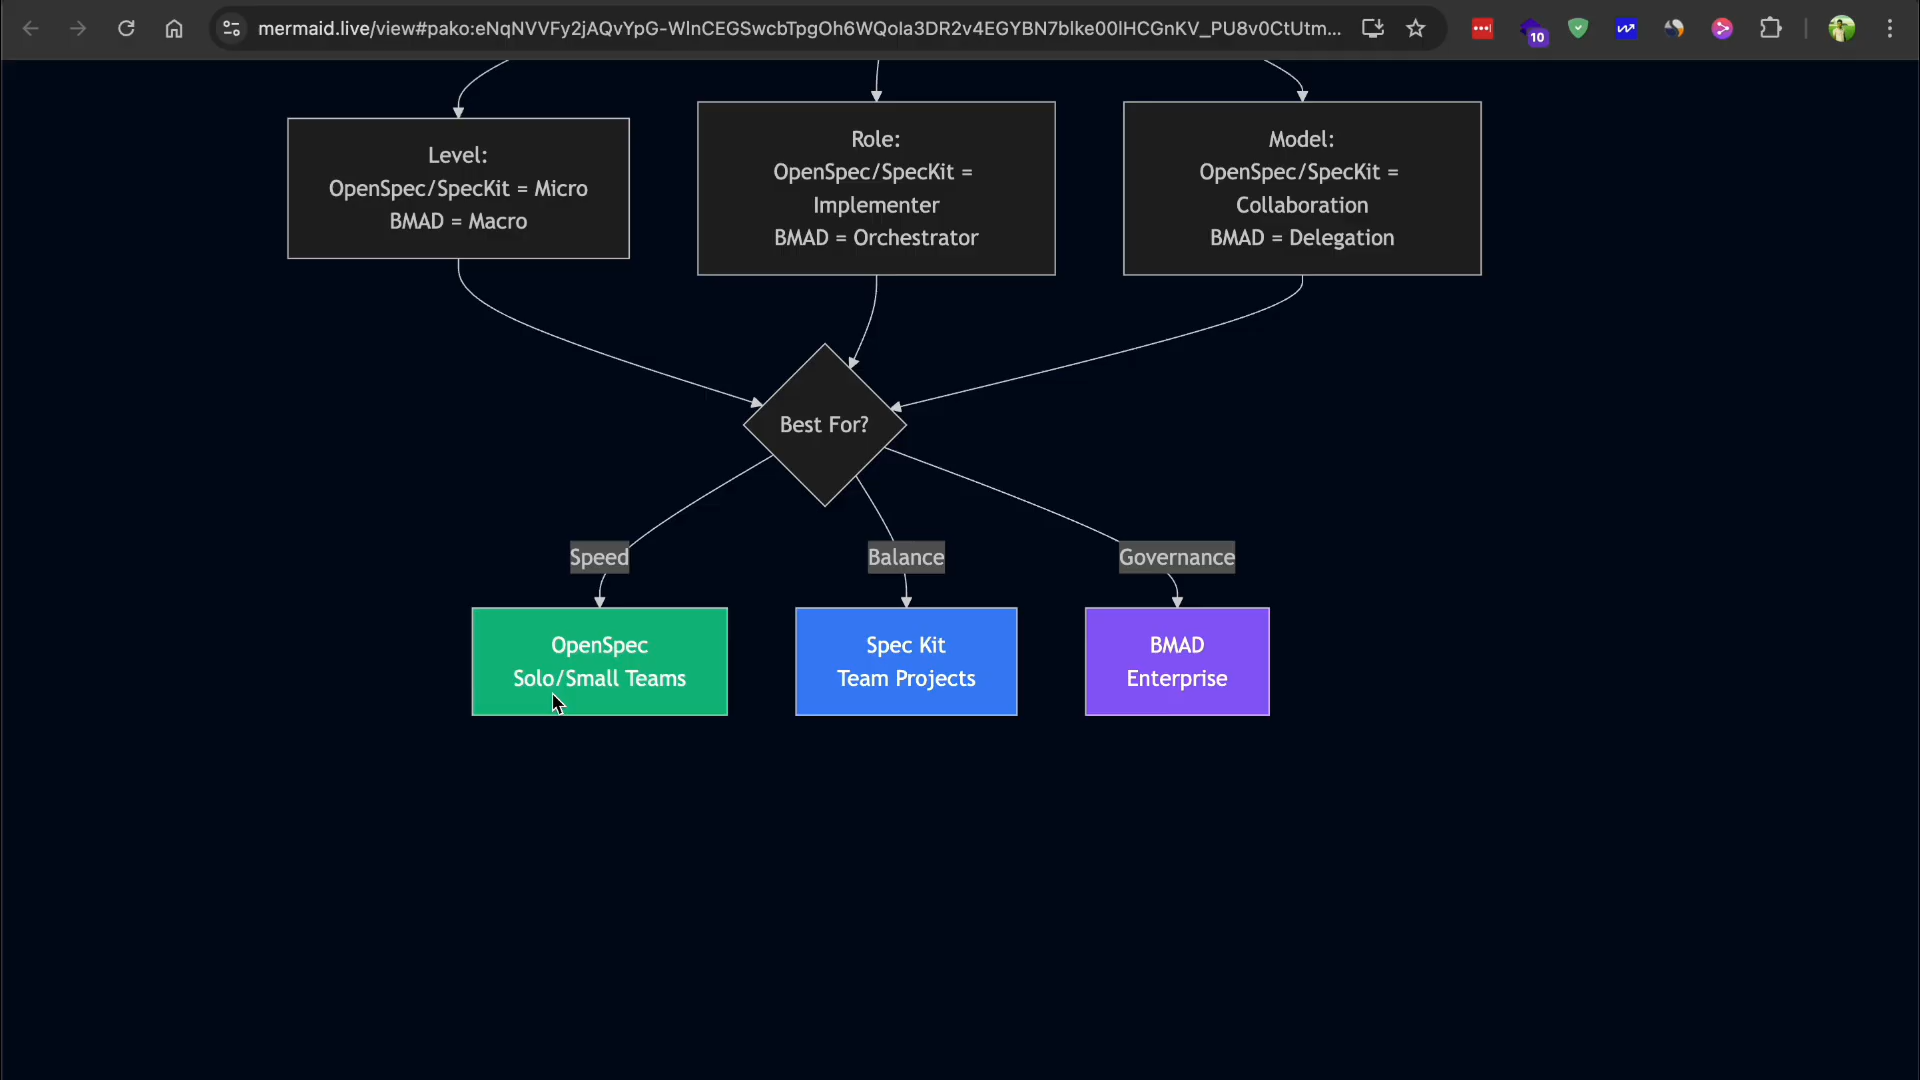 mermaid.live/view#pako:eNqNVVFy2jAQvYpG-WlnCEGSwcbTpgOh6WQola3DR2v4EGYBN7blke00lHCGnKV_PU8v0CtUtm...
10
Level:
OpenSpec/SpecKit = Micro
BMAD = Macro
Role:
OpenSpec/SpecKit =
Implementer
BMAD = Orchestrator
Model:
OpenSpec/SpecKit =
Collaboration
BMAD = Delegation
Best For?
Speed
Balance
Governance
OpenSpec
Solo/Small Teams
Spec Kit
Team Projects
BMAD
Enterprise